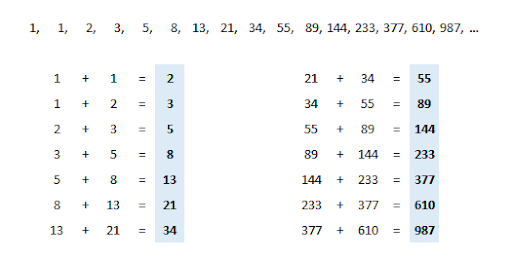 1, 1, 2, 3, 5, 8, 13, 21, 34, 55, 89, 144, 233, 377, 610, 987, ...
1 + 1 = 2
1 + 2 = 3
2 + 3 = 5
3 + 5 = 8
5 + 8 = 13
8 + 13 = 21
13 + 21 = 34
21 + 34 = 55
34 + 55 = 89
55 + 89 = 144
89 + 144 = 233
144 + 233 = 377
233 + 377 = 610
377 + 610 = 987